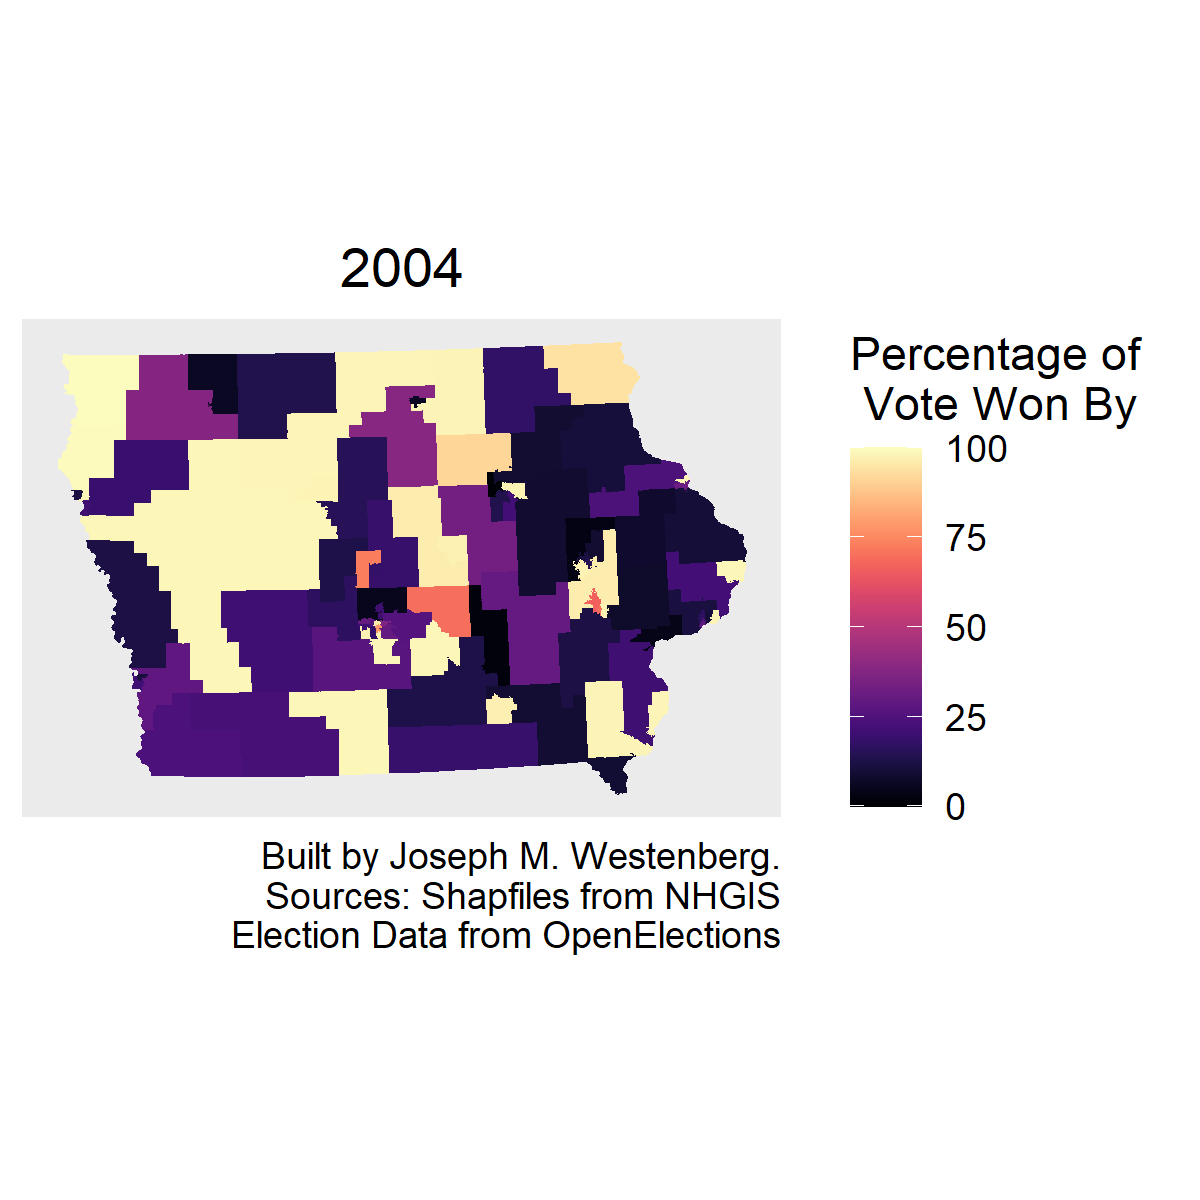 2004
Percentage of
Vote Won By
100
75
50
25
0
Built by Joseph M. Westenberg.
Sources: Shapfiles from NHGIS
Election Data from OpenElections